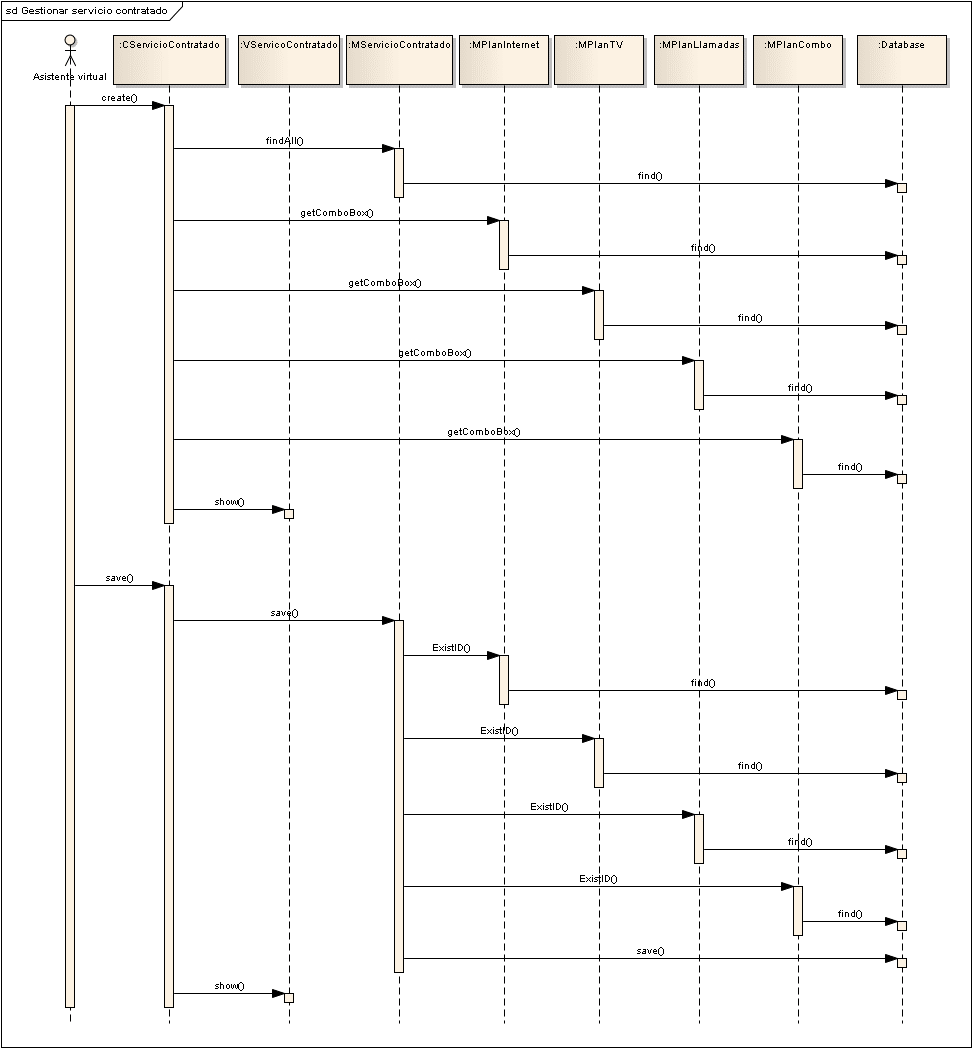 sd Gestionar servicio contratado
Asistente virtual
:CServicioContratado
:VServicoContratado
:MServicioContratado
:MPlanInternet
:MPlanTV
:MPlanLlamadas
:MPlanCombo
:Database
create()
findAll()
find()
getComboBox()
find()
getComboBox()
find()
getComboBox()
find()
getComboBox()
find()
show()
save()
save()
ExistID()
find()
ExistID()
find()
ExistID()
find()
ExistID()
find()
save()
show()